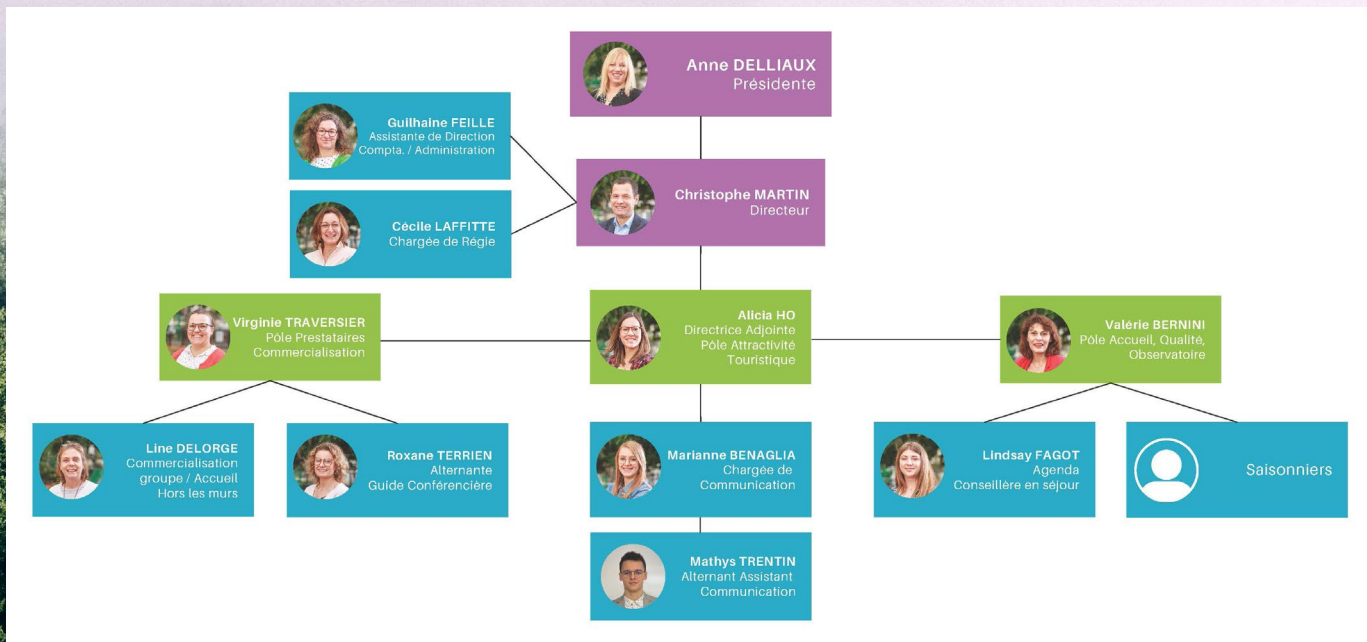 Anne DELLIAUX
Présidente
Guilhaine FEILLE
Assistante de Direction
Compta. / Administration
Christophe MARTIN
Directeur
Cécile LAFFITTE
Chargée de Régie
Virginie TRAVERSIER
Pôle Prestataires
Commercialisation
Alicia HO
Directrice Adjointe
Pôle Attractivité
Touristique
Valérie BERNINI
Pôle Accueil, Qualité,
Observatoire
Line DELORGE
Commercialisation
groupe / Accueil
Hors les murs
Roxane TERRIEN
Alternante
Guide Conférencière
Marianne BENAGLIA
Chargée de
Communication
Lindsay FAGOT
Agenda
Conseillère en séjour
Saisonniers
Mathys TRENTIN
Alternant Assistant
Communication